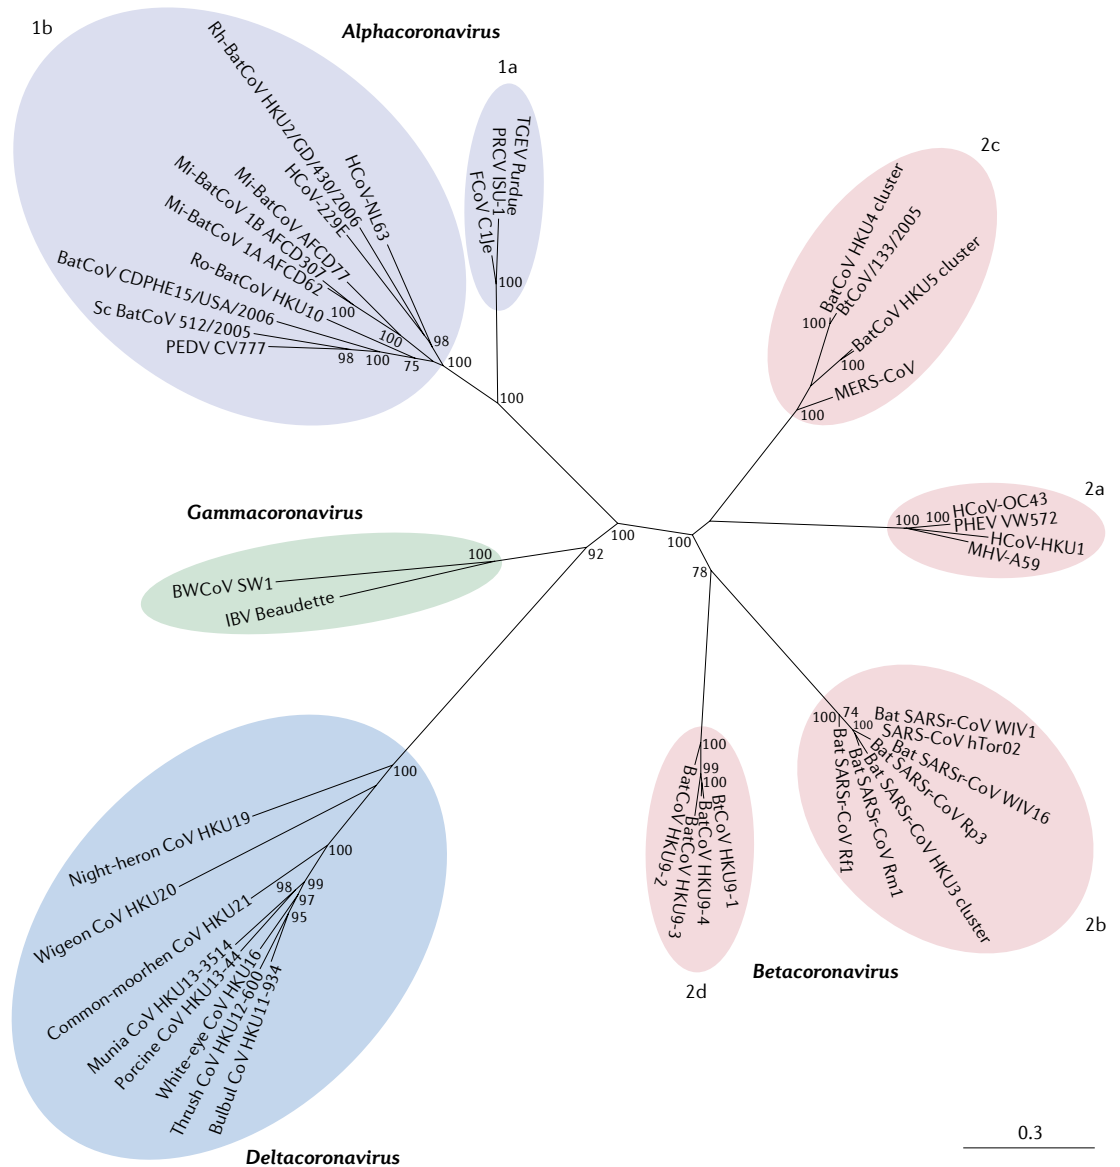 1b
Alphacoronavirus
1a
Rh-BatCoV HKU2/GD/430/2006
HCoV-NL63
HCoV-229E
Mi-BatCoV AFCD77
Mi-BatCoV 1B AFCD307
Mi-BatCoV 1A AFCD62
Ro-BatCoV HKU10
BatCoV CDPHE15/USA/2006
Sc BatCoV 512/2005
PEDV CV777
98
100
75
100
100
98
100
TGEV Purdue
PRCV ISU-1
FCoV C1Je
100
100
2c
BatCoV HKU4 cluster
BtCoV/133/2005
BatCoV HKU5 cluster
MERS-CoV
100
100
100
2a
HCoV-OC43
PHEV VW572
HCoV-HKU1
MHV-A59
100
100
Gammacoronavirus
100
BWCoV SW1
IBV Beaudette
92
100
100
78
100
74
100
Bat SARSr-CoV WIV1
SARS-CoV hTor02
Bat SARSr-CoV WIV16
Bat SARSr-CoV Rp3
Bat SARSr-CoV HKU3 cluster
Bat SARSr-CoV Rm1
Bat SARSr-CoV Rf1
2b
100
99
100
BtCoV HKU9-1
BatCoV HKU9-4
BatCoV HKU9-3
BatCoV HKU9-2
2d
Betacoronavirus
100
Night-heron CoV HKU19
Wigeon CoV HKU20
100
Common-moorhen CoV HKU21
98
99
97
95
Munia CoV HKU13-3514
Porcine CoV HKU13-44
White-eye CoV HKU16
Thrush CoV HKU12-600
Bulbul CoV HKU11-934
Deltacoronavirus
0.3